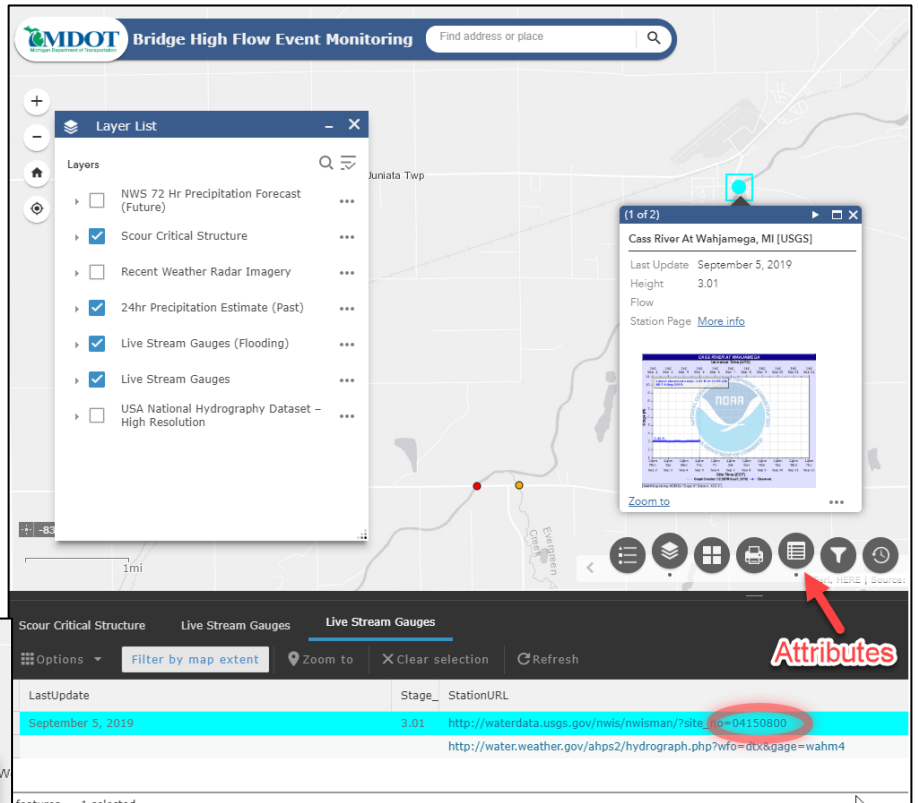 MDOT
Michigan Department of Transportation
Bridge High Flow Event Monitoring
Find address or place
+
−
Layer List
Layers
NWS 72 Hr Precipitation Forecast
(Future)
Scour Critical Structure
Recent Weather Radar Imagery
24hr Precipitation Estimate (Past)
Live Stream Gauges (Flooding)
Live Stream Gauges
USA National Hydrography Dataset –
High Resolution
Juniata Twp
(1 of 2)
Cass River At Wahjamega, MI [USGS]
Last Update September 5, 2019
Height 3.01
Flow
Station Page More info
CASS RIVER AT WAHJAMEGA
NOAA
Zoom to
Evergreen
Creek
-83
1mi
HERE | Source:
Attributes
Scour Critical Structure Live Stream Gauges Live Stream Gauges
Options Filter by map extent Zoom to Clear selection Refresh
LastUpdate Stage_ StationURL
September 5, 2019 3.01 http://waterdata.usgs.gov/nwis/nwisman/?site_no=04150800
http://water.weather.gov/ahps2/hydrograph.php?wfo=dtx&gage=wahm4
features 1 selected